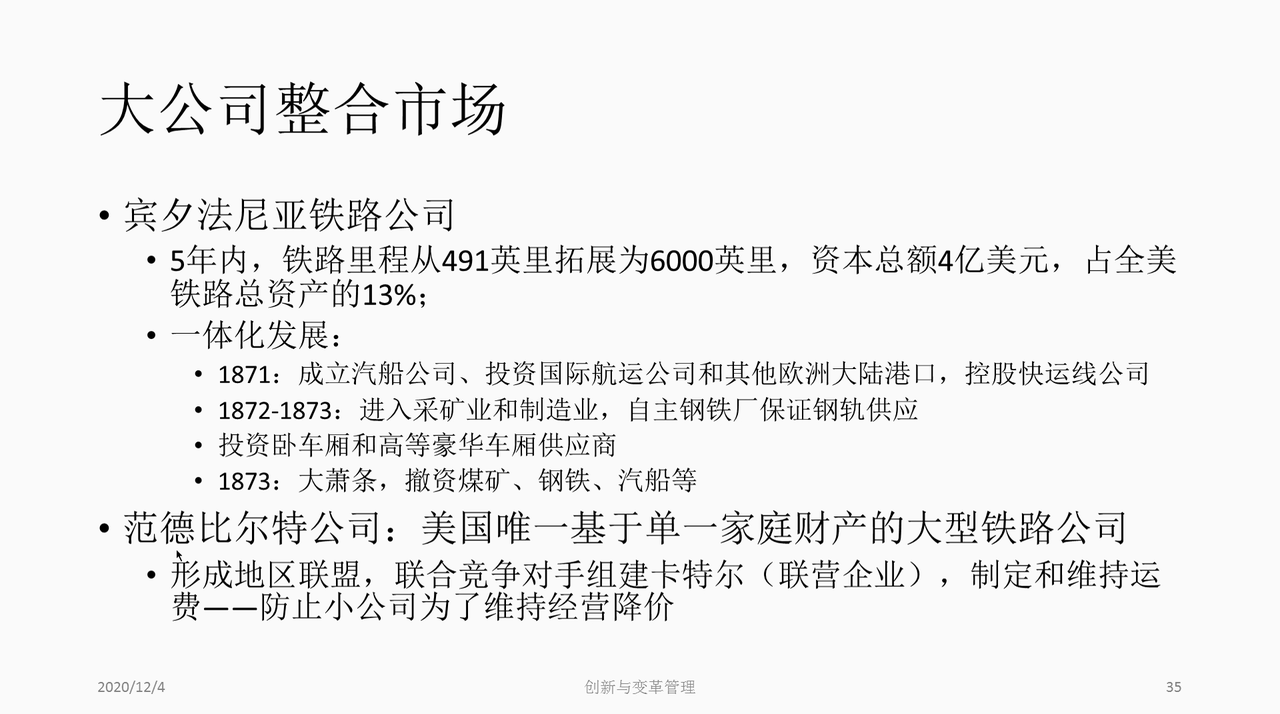 大公司整合市场
• 宾夕法尼亚铁路公司
• 5年内，铁路里程从491英里拓展为6000英里，资本总额4亿美元，占全美
铁路总资产的13%；
• 一体化发展：
• 1871：成立汽船公司、投资国际航运公司和其他欧洲大陆港口，控股快运线公司
• 1872-1873：进入采矿业和制造业，自主钢铁厂保证钢轨供应
• 投资卧车厢和高等豪华车厢供应商
• 1873：大萧条，撤资煤矿、钢铁、汽船等
• 范德比尔特公司：美国唯一基于单一家庭财产的大型铁路公司
• 形成地区联盟，联合竞争对手组建卡特尔（联营企业），制定和维持运
费——防止小公司为了维持经营降价
2020/12/4
创新与变革管理
35